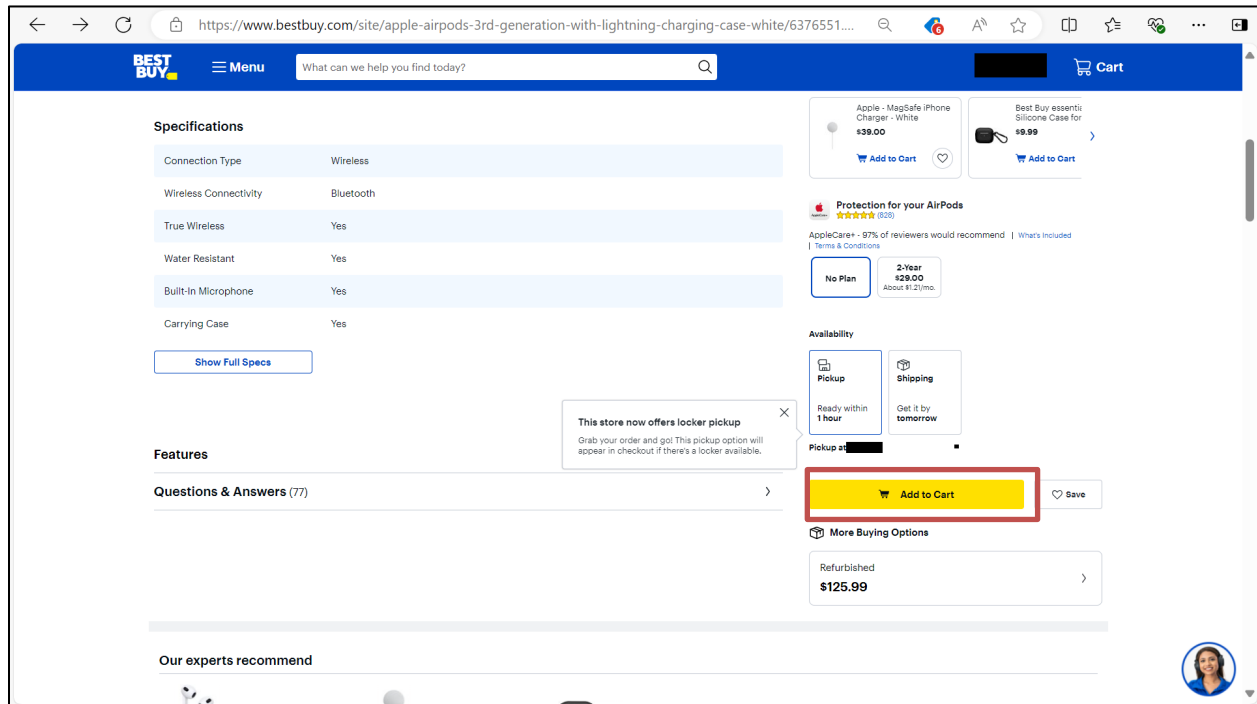 https://www.bestbuy.com/site/apple-airpods-3rd-generation-with-lightning-charging-case-white/6376551....
6
BEST
BUY
Menu
What can we help you find today?
Cart
Specifications
Connection Type Wireless
Wireless Connectivity Bluetooth
True Wireless Yes
Water Resistant Yes
Built-In Microphone Yes
Carrying Case Yes
Show Full Specs
Features
Questions & Answers (77)
Apple - MagSafe iPhone
Charger - White
$39.00
Add to Cart
Best Buy essentia
Silicone Case for
$9.99
Add to Cart
Protection for your AirPods
(626)
AppleCare+ - 97% of reviewers would recommend | What's Included
| Terms & Conditions
No Plan
2-Year
$29.00
About $1.21/mo.
Availability
Pickup
Ready within
1 hour
Shipping
Get it by
tomorrow
This store now offers locker pickup
Grab your order and go! This pickup option will
appear in checkout if there's a locker available.
Pickup at
Add to Cart
Save
More Buying Options
Refurbished
$125.99
Our experts recommend